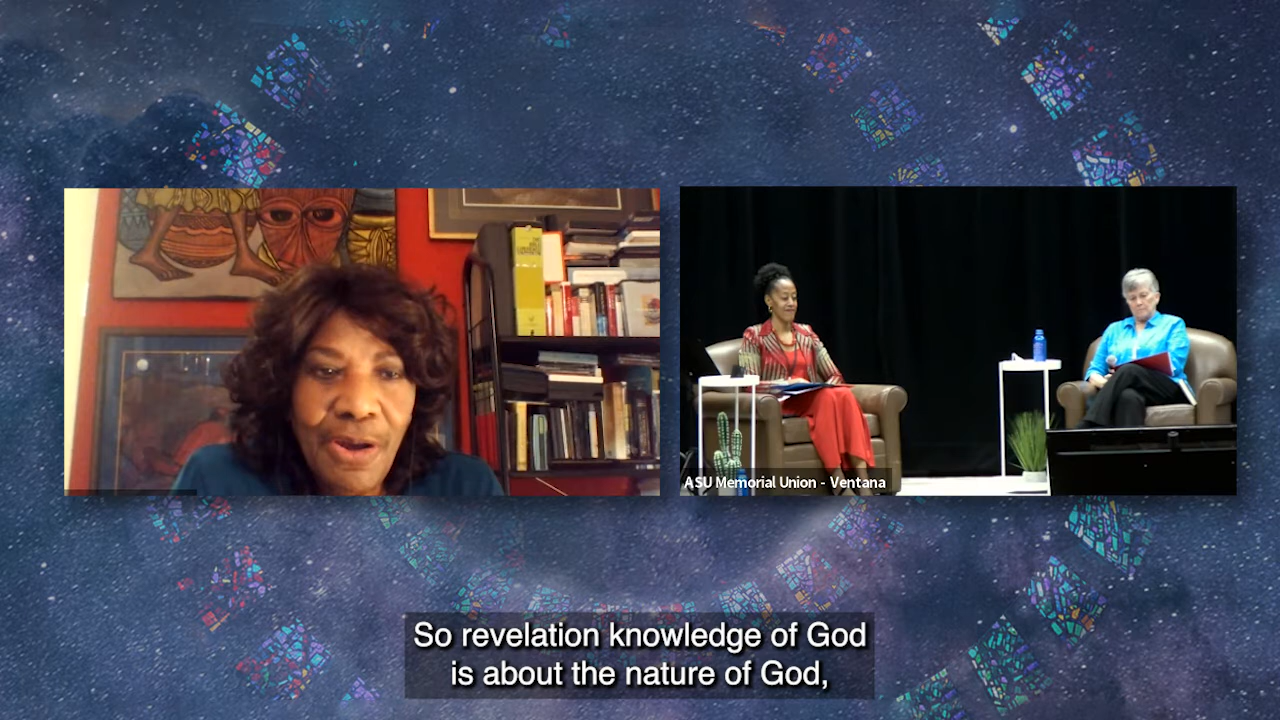 ASU Memorial Union - Ventana
So revelation knowledge of God
is about the nature of God,